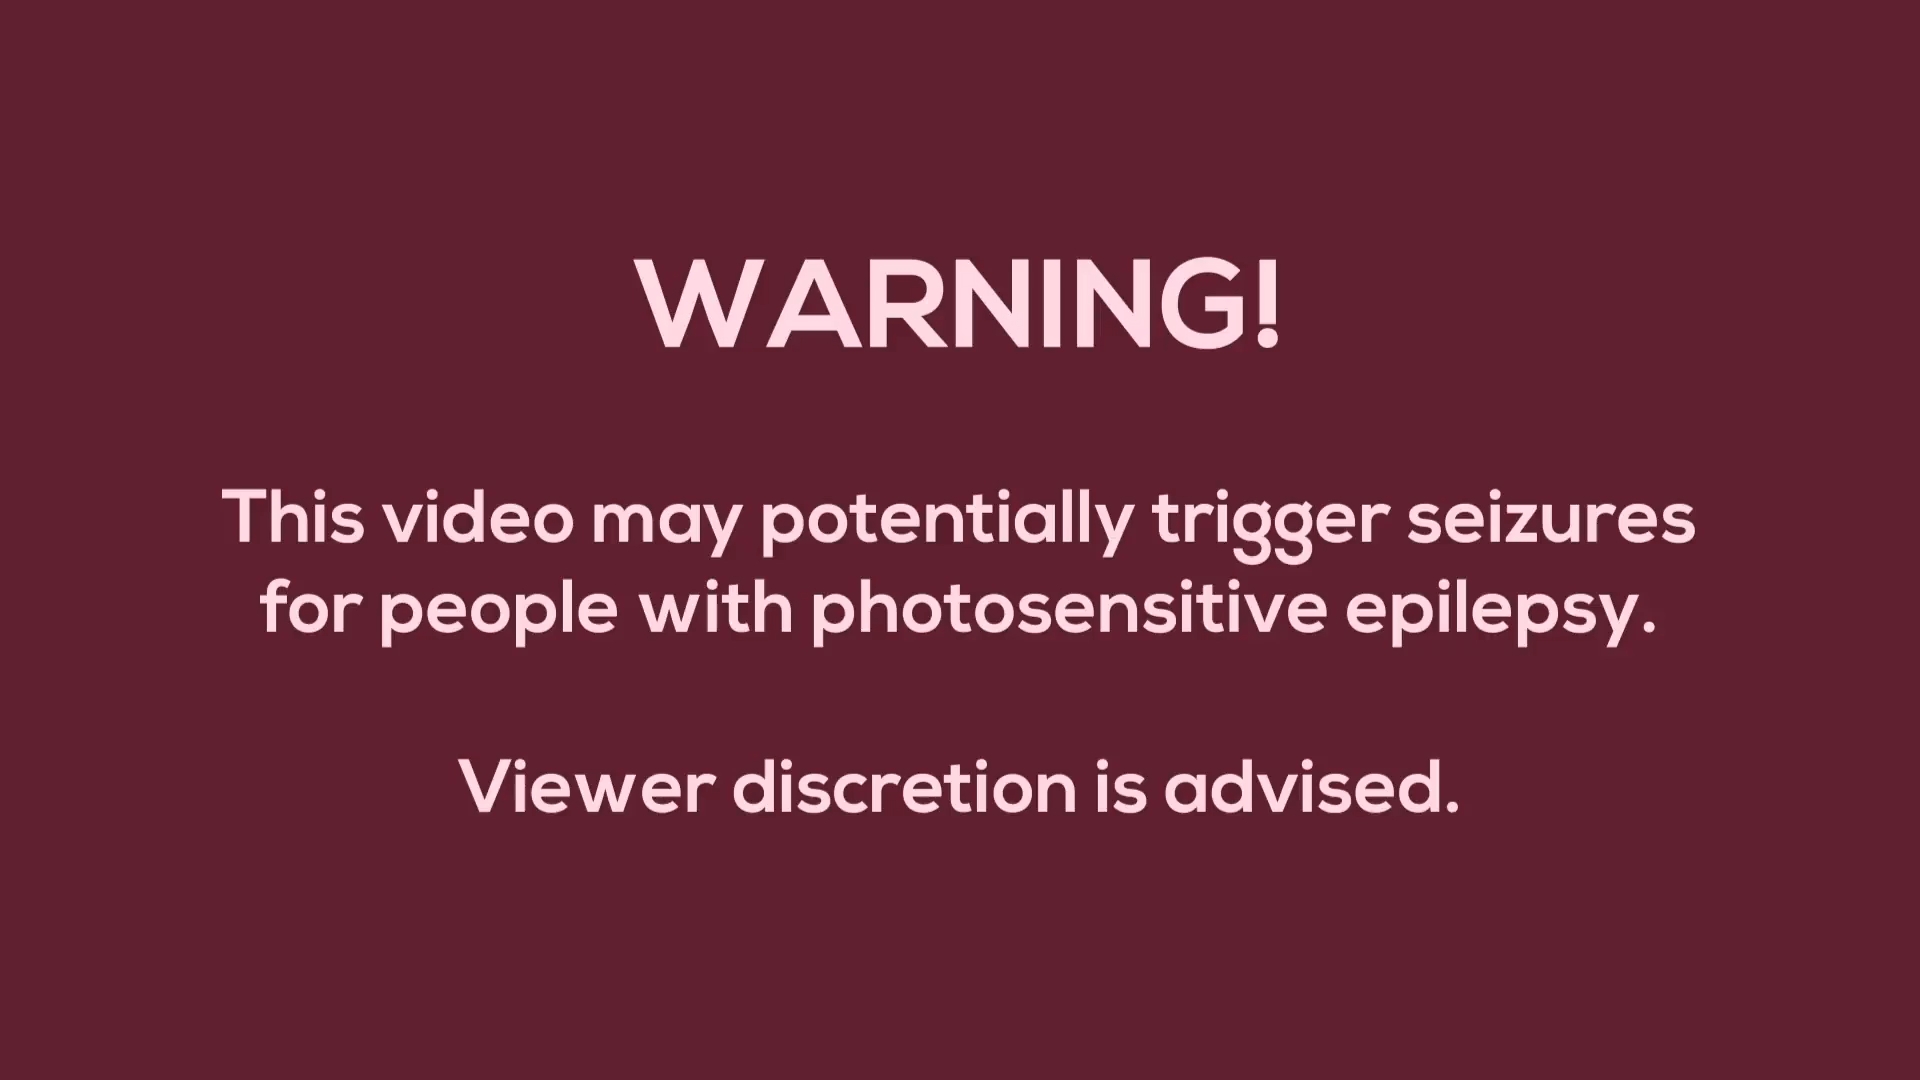 WARNING!
This video may potentially trigger seizures
for people with photosensitive epilepsy.
Viewer discretion is advised.